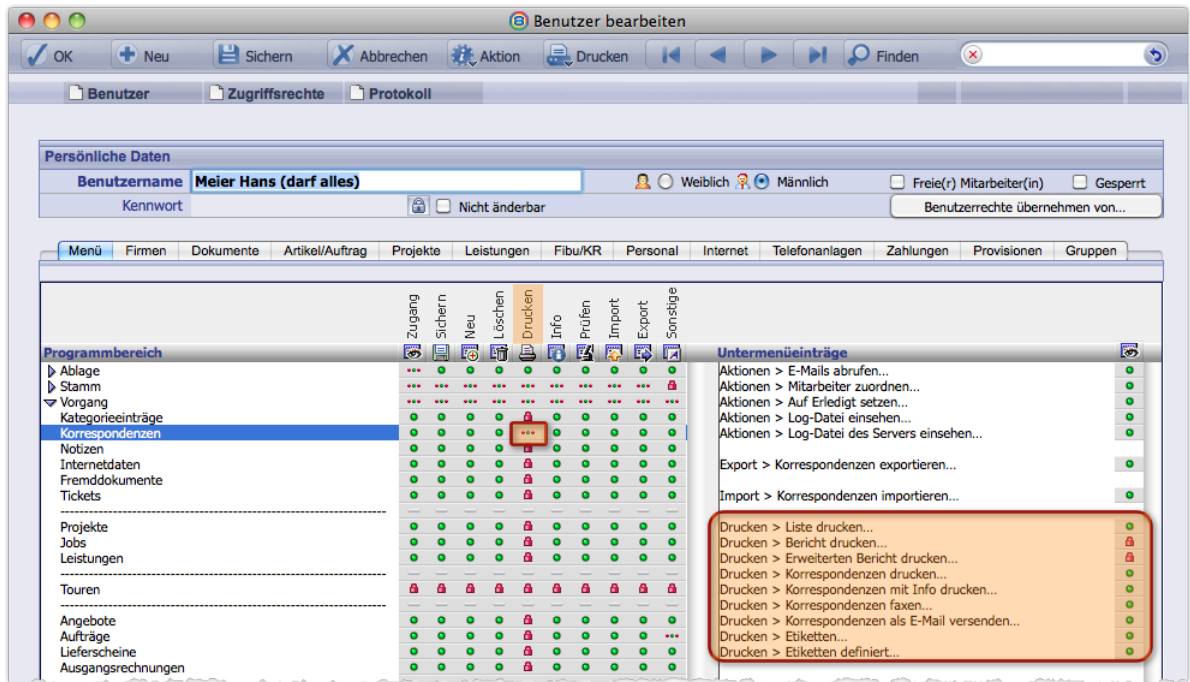 Benutzer bearbeiten
OK Neu Sichern Abbrechen Aktion Drucken Finden
Benutzer Zugriffsrechte Protokoll
Persönliche Daten
Benutzername Meier Hans (darf alles) Weiblich Männlich Freie(r) Mitarbeiter(in) Gesperrt
Kennwort Nicht änderbar Benutzerrechte übernehmen von...
Menü Firmen Dokumente Artikel/Auftrag Projekte Leistungen Fibu/KR Personal Internet Telefonanlagen Zahlungen Provisionen Gruppen
Zugang Sichern Neu Löschen Drucken Info Prüfen Import Export Sonstige
Programmbereich Untermenüeinträge
Ablage Aktionen > E-Mails abrufen...
Stamm Aktionen > Mitarbeiter zuordnen...
Vorgang Aktionen > Auf Erledigt setzen...
Kategorieeinträge Aktionen > Log-Datei einsehen...
Korrespondenzen Aktionen > Log-Datei des Servers einsehen...
Notizen
Internetdaten Export > Korrespondenzen exportieren...
Fremddokumente
Tickets Import > Korrespondenzen importieren...
Projekte Drucken > Liste drucken...
Jobs Drucken > Bericht drucken...
Leistungen Drucken > Erweiterten Bericht drucken...
Drucken > Korrespondenzen drucken...
Touren Drucken > Korrespondenzen mit Info drucken...
Drucken > Korrespondenzen faxen...
Angebote Drucken > Korrespondenzen als E-Mail versenden...
Aufträge Drucken > Etiketten...
Lieferscheine Drucken > Etiketten definiert...
Ausgangsrechnungen